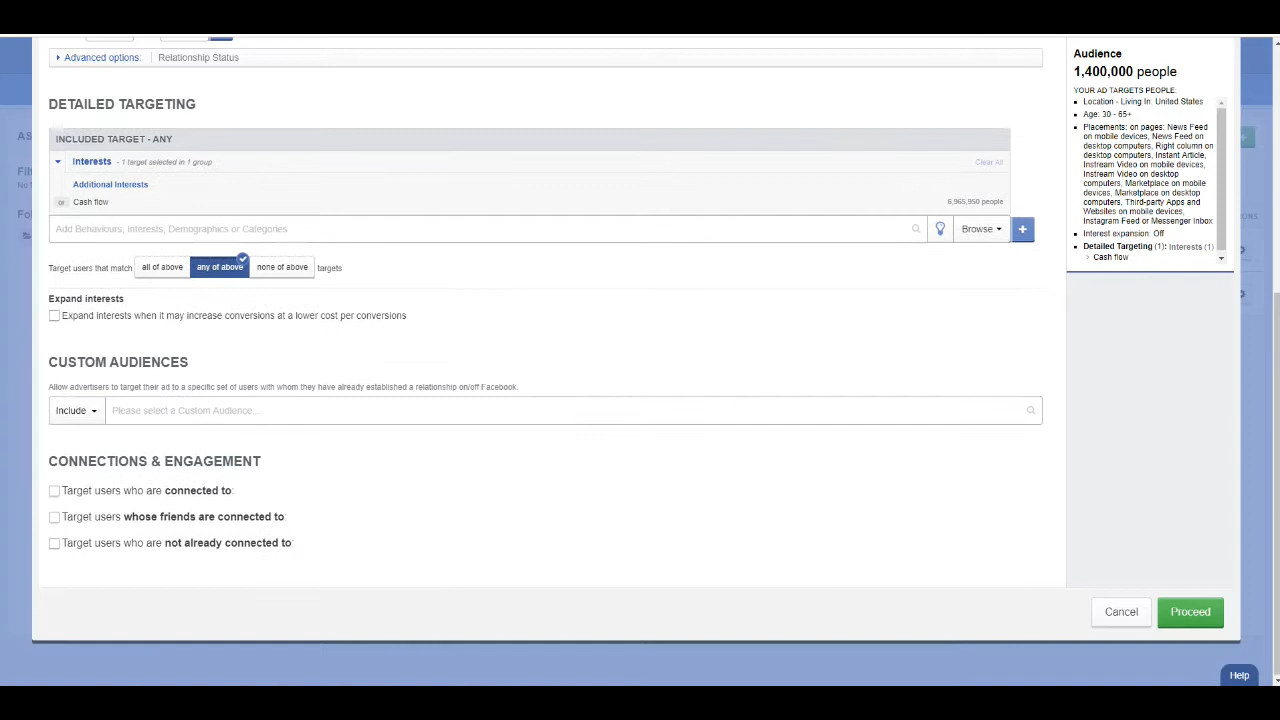 Advanced options: Relationship Status
DETAILED TARGETING
INCLUDED TARGET - ANY
Interests - 1 target selected in 1 group Clear All
Additional Interests
or Cash flow 6,965,950 people
Add Behaviours, Interests, Demographics or Categories Browse
Target users that match all of above any of above none of above targets
Expand interests
Expand interests when it may increase conversions at a lower cost per conversions
CUSTOM AUDIENCES
Allow advertisers to target their ad to a specific set of users with whom they have already established a relationship on/off Facebook.
Include Please select a Custom Audience...
CONNECTIONS & ENGAGEMENT
Target users who are connected to:
Target users whose friends are connected to:
Target users who are not already connected to:
Audience
1,400,000 people
YOUR AD TARGETS PEOPLE:
Location - Living In: United States
Age: 30 - 65+
Placements: on pages: News Feed
on mobile devices, News Feed on
desktop computers, Right column on
desktop computers, Instant Article,
Instream Video on mobile devices,
Instream Video on desktop
computers, Marketplace on mobile
devices, Marketplace on desktop
computers, Third-party Apps and
Websites on mobile devices,
Instagram Feed or Messenger Inbox
Interest expansion: Off
Detailed Targeting (1): Interests (1)
Cash flow
Cancel
Proceed
Help